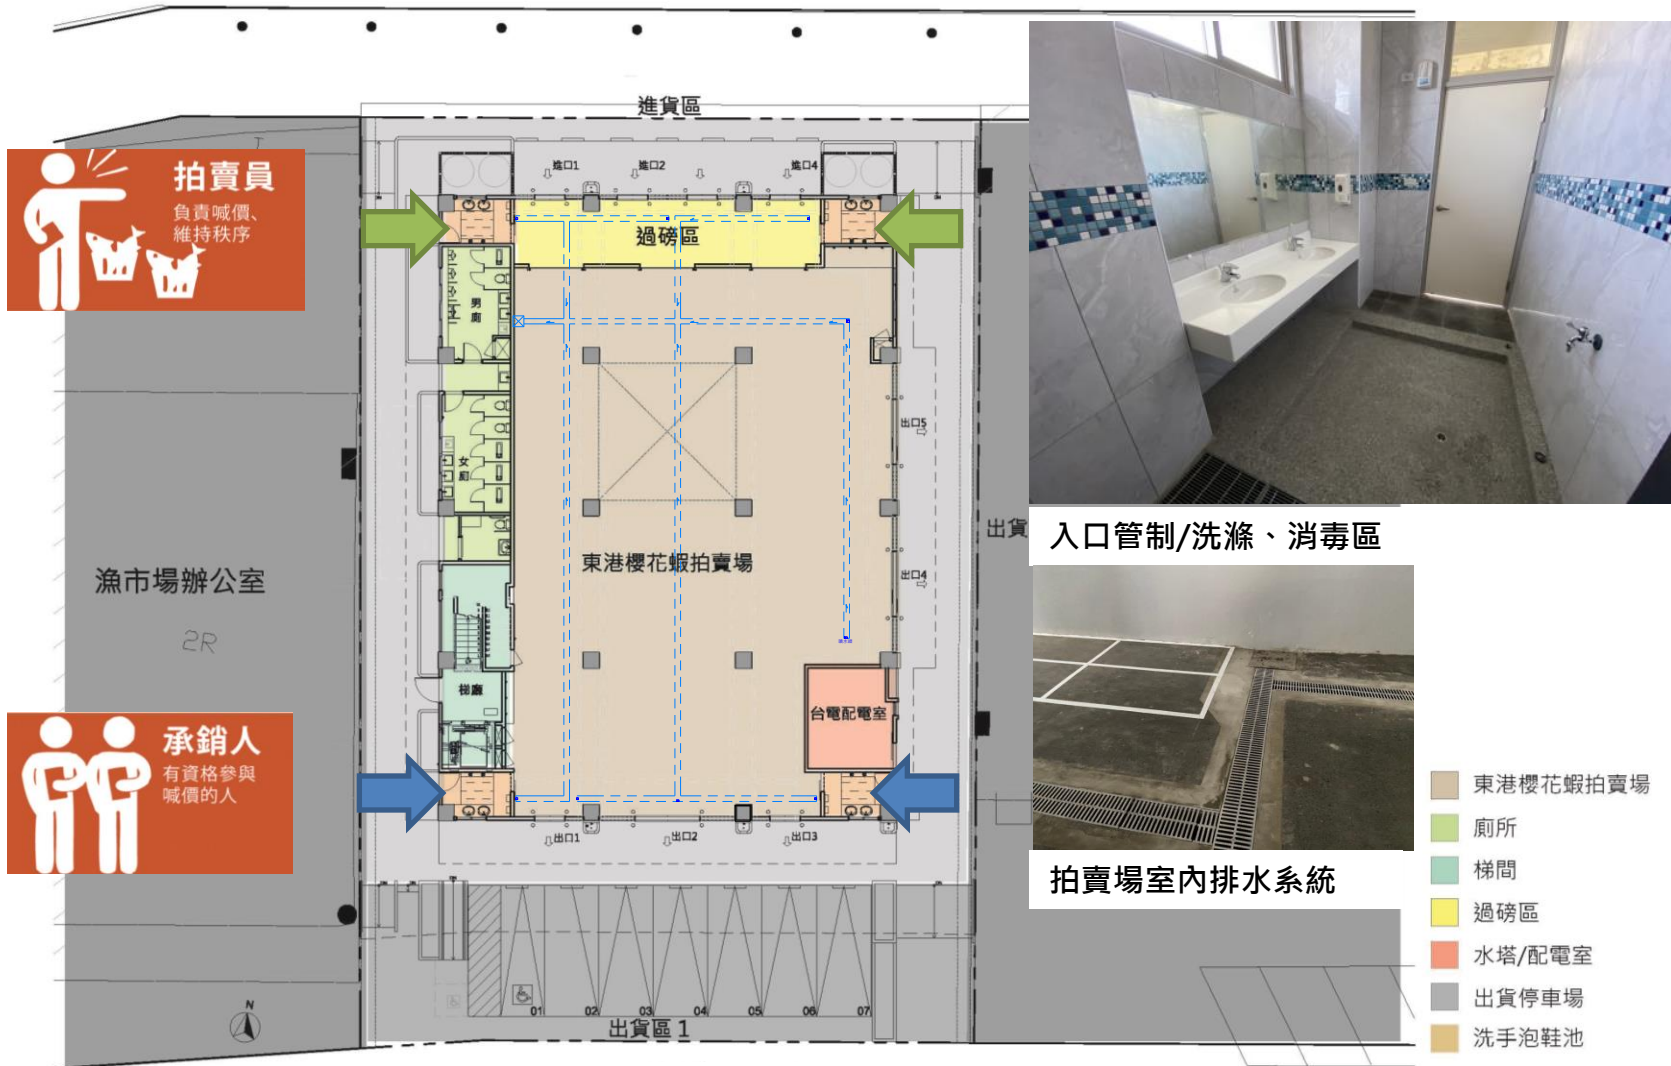 進貨區
進口1
進口2
進口4
拍賣員
負責喊價、
維持秩序
過磅區
男
廁
女
廁
出口5
出貨
入口管制/洗滌、消毒區
東港櫻花蝦拍賣場
漁市場辦公室
2R
出口4
梯廳
台電配電室
承銷人
有資格參與
喊價的人
出口1
出口2
出口3
拍賣場室內排水系統
東港櫻花蝦拍賣場
廁所
梯間
過磅區
水塔/配電室
出貨停車場
洗手泡鞋池
N
01
02
03
04
05
06
07
出貨區 1